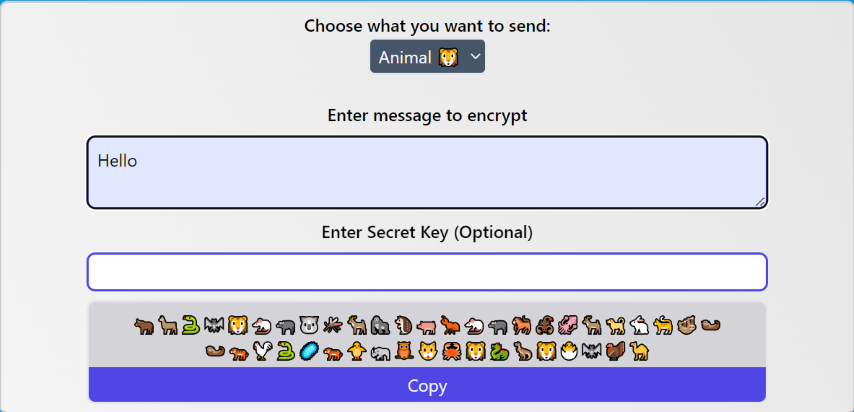 Choose what you want to send:
Animal 🦁
Enter message to encrypt
Hello
Enter Secret Key (Optional)
Copy